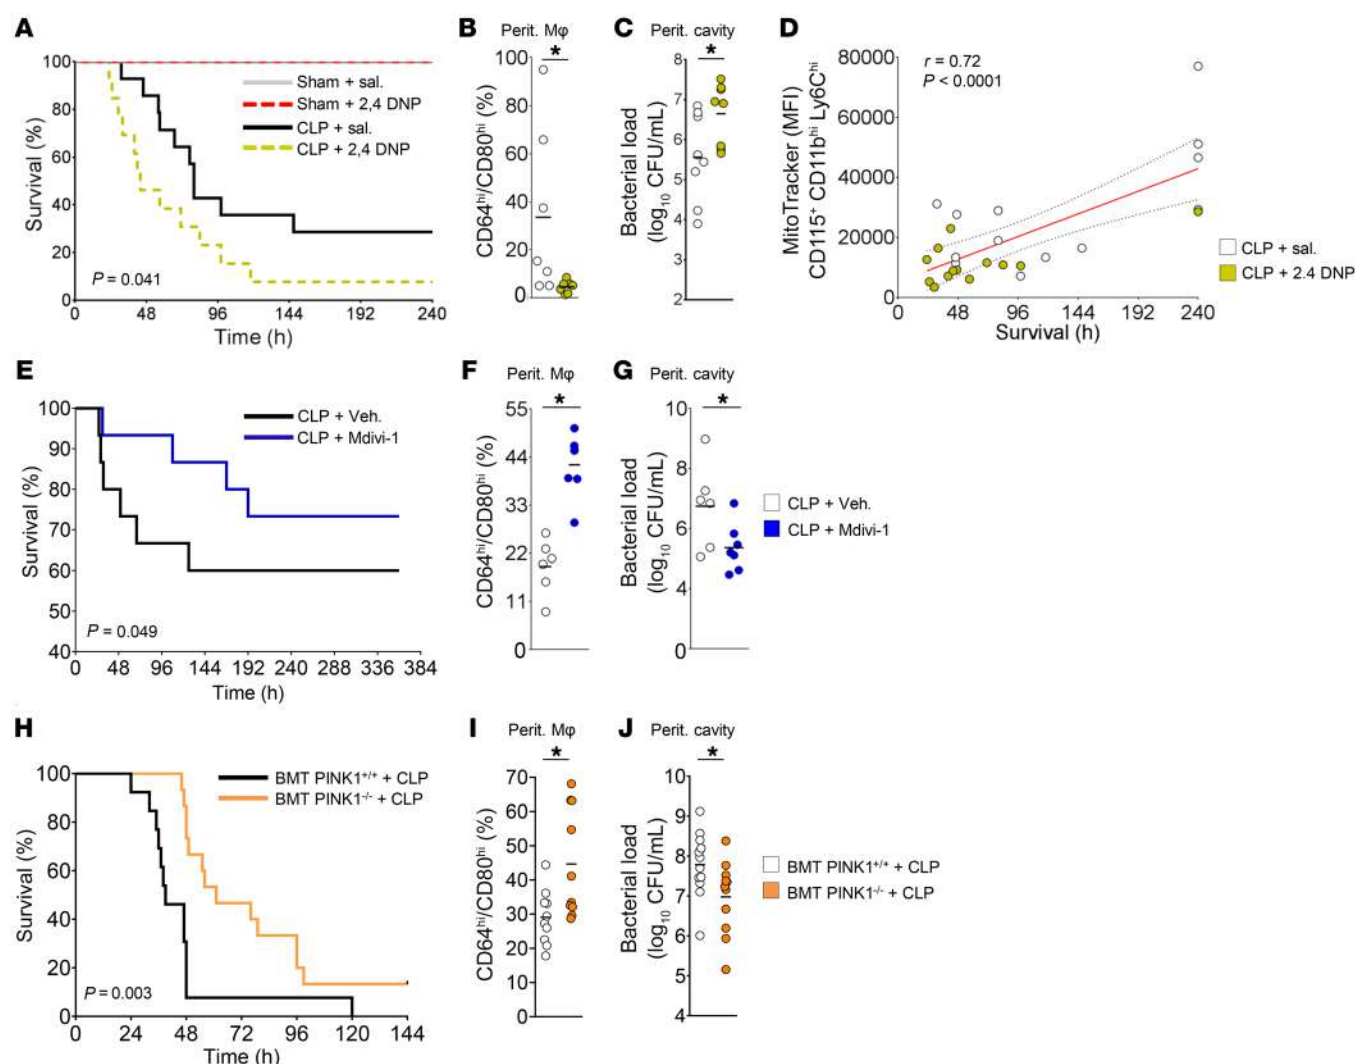 A
Survival (%)
100
80
60
40
20
0
Sham + sal.
Sham + 2,4 DNP
CLP + sal.
CLP + 2,4 DNP
P = 0.041
48 96 144 192 240
Time (h)
B
Perit. Mφ
*
CD64hi/CD80hi (%)
100
80
60
40
20
0
C
Perit. cavity
*
Bacterial load
(log10 CFU/mL)
8
7
6
5
4
3
2
D
MitoTracker (MFI)
CD115+ CD11bhi Ly6Chi
80000
60000
40000
20000
0
r = 0.72
P < 0.0001
0 48 96 144 192 240
Survival (h)
CLP + sal.
CLP + 2.4 DNP
E
Survival (%)
100
90
80
70
60
50
40
CLP + Veh.
CLP + Mdivi-1
P = 0.049
0 48 96 144 192 240 288 336 384
Time (h)
F
Perit. Mφ
*
CD64hi/CD80hi (%)
55
44
33
22
11
0
G
Perit. cavity
*
Bacterial load
(log10 CFU/mL)
10
8
6
4
0
CLP + Veh.
CLP + Mdivi-1
H
Survival (%)
100
80
60
40
20
0
BMT PINK1+/+ + CLP
BMT PINK1-/- + CLP
P = 0.003
0 24 48 72 96 120 144
Time (h)
I
Perit. Mφ
*
CD64hi/CD80hi (%)
70
60
50
40
30
20
10
0
J
Perit. cavity
*
Bacterial load
(log10 CFU/mL)
10
9
8
7
6
5
4
BMT PINK1+/+ + CLP
BMT PINK1-/- + CLP